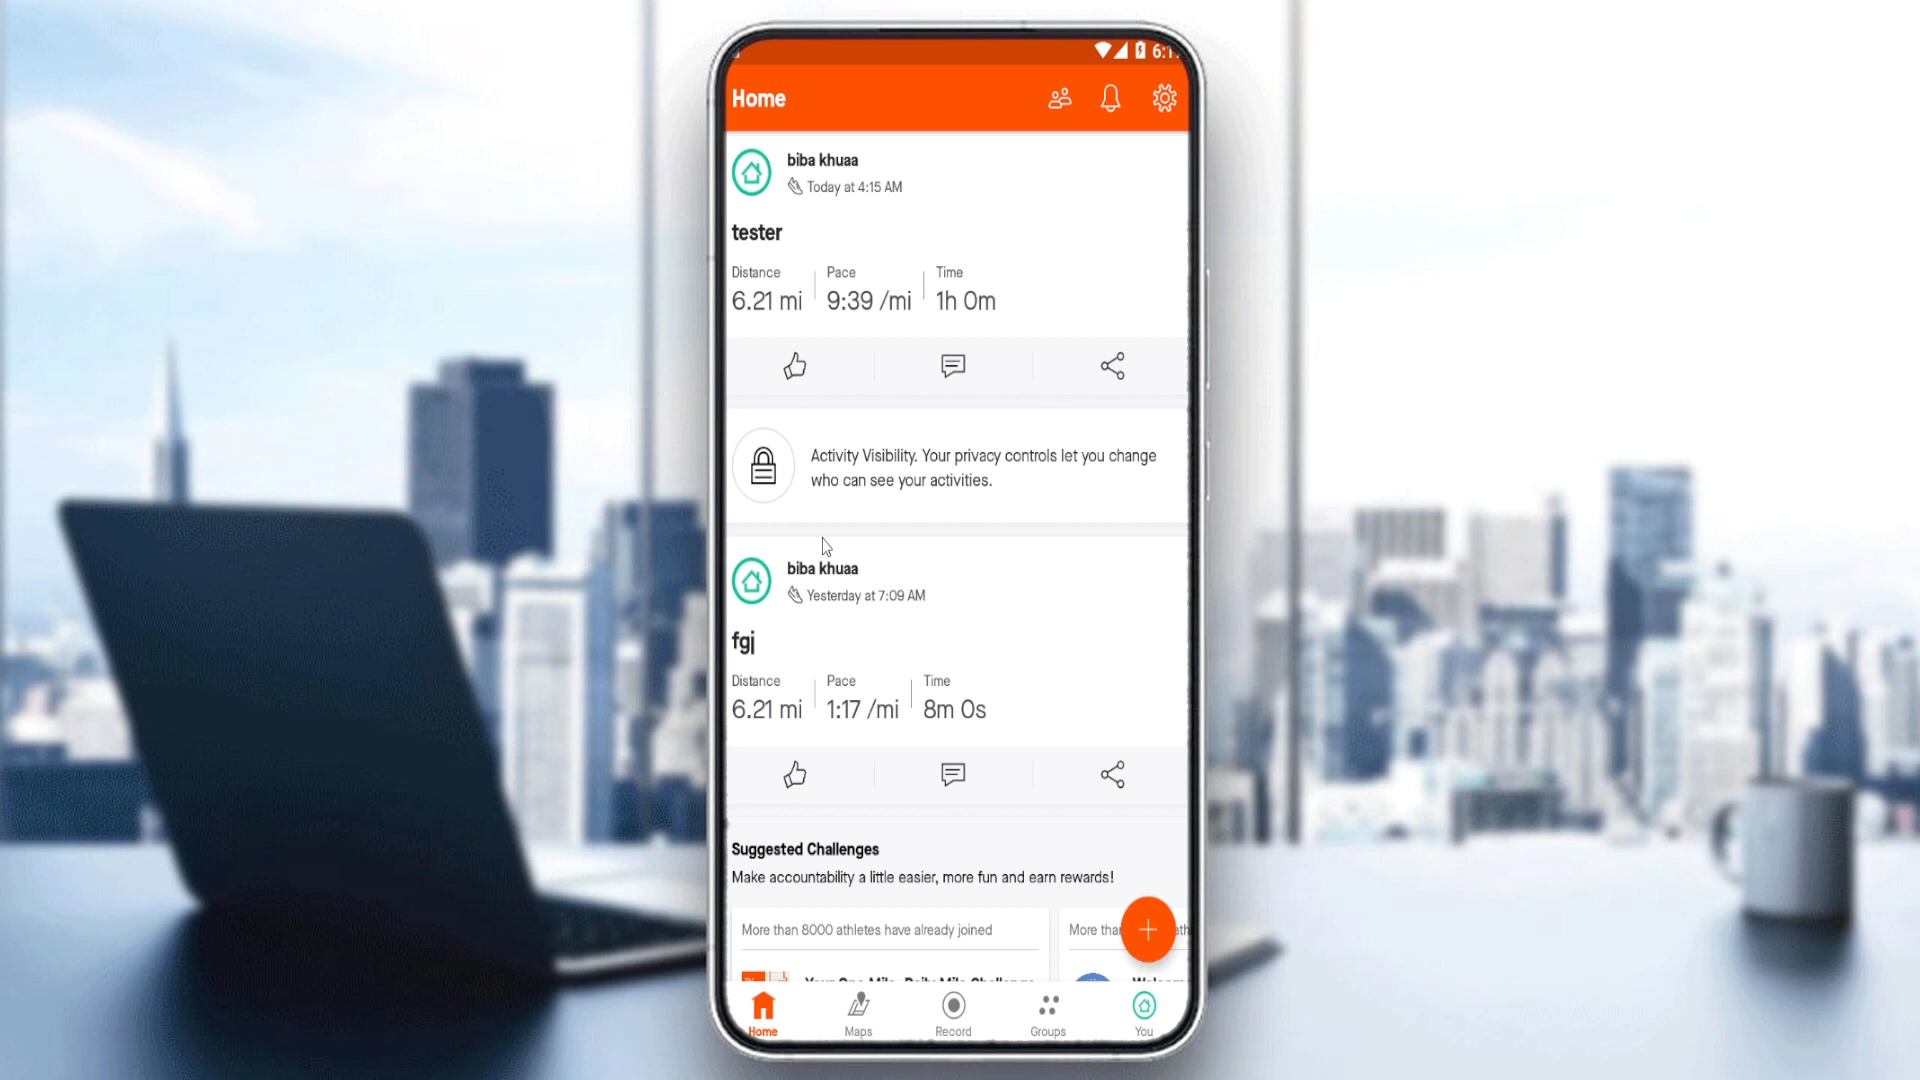 6:1
Home
biba khuaa
Today at 4:15 AM
tester
Distance Pace Time
6.21 mi 9:39 /mi 1h 0m
Activity Visibility. Your privacy controls let you change
who can see your activities.
biba khuaa
Yesterday at 7:09 AM
fgj
Distance Pace Time
6.21 mi 1:17 /mi 8m 0s
Suggested Challenges
Make accountability a little easier, more fun and earn rewards!
More than 8000 athletes have already joined
More tha
Home Maps Record Groups You